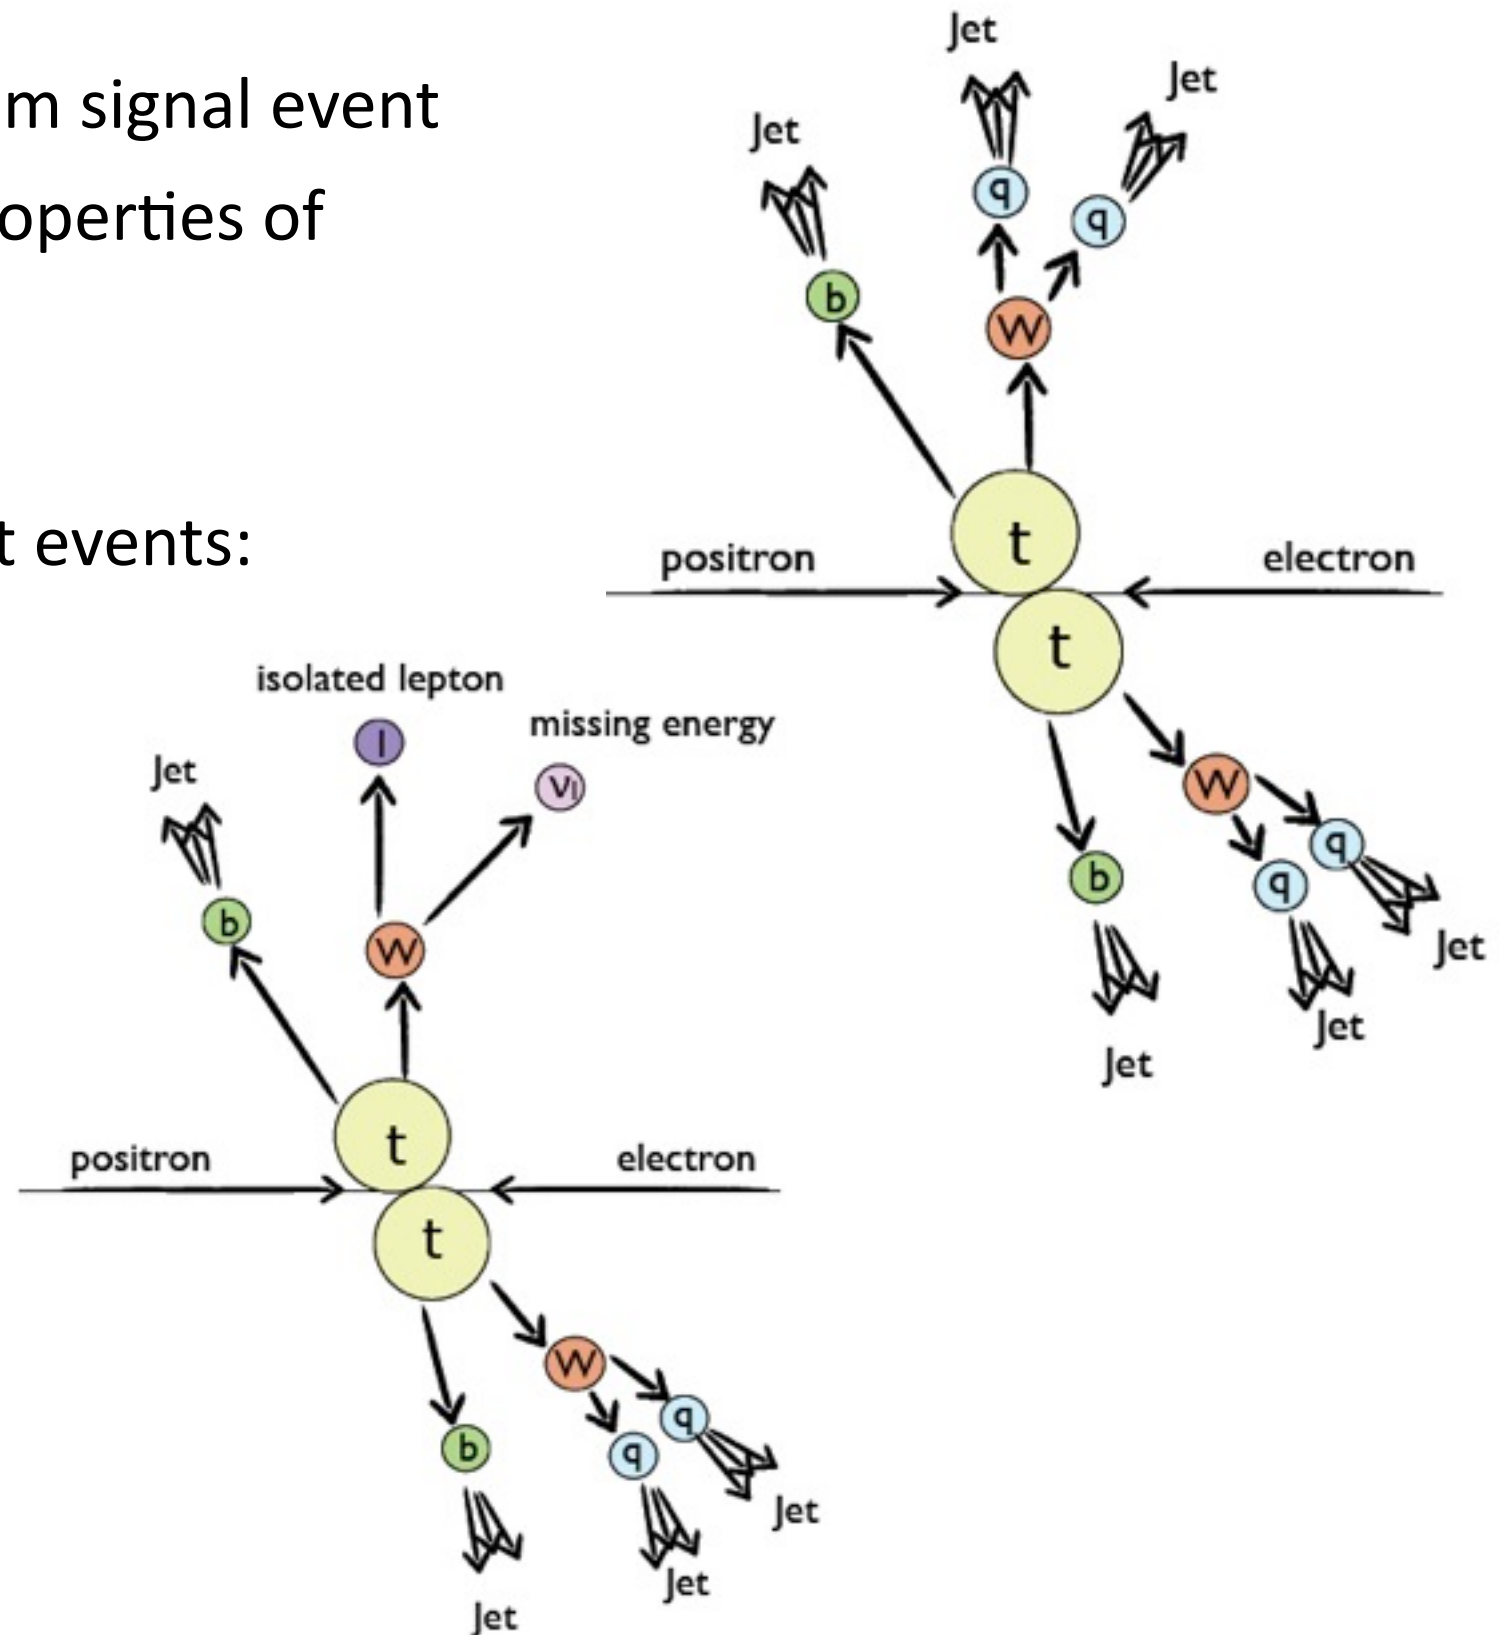 m signal event
operties of
t events:
Jet
Jet
Jet
q
q
b
W
t
positron
electron
t
W
q
b
q
Jet
Jet
Jet
isolated lepton
missing energy
l
νl
Jet
b
W
t
positron
electron
t
W
q
b
q
Jet
Jet
Jet